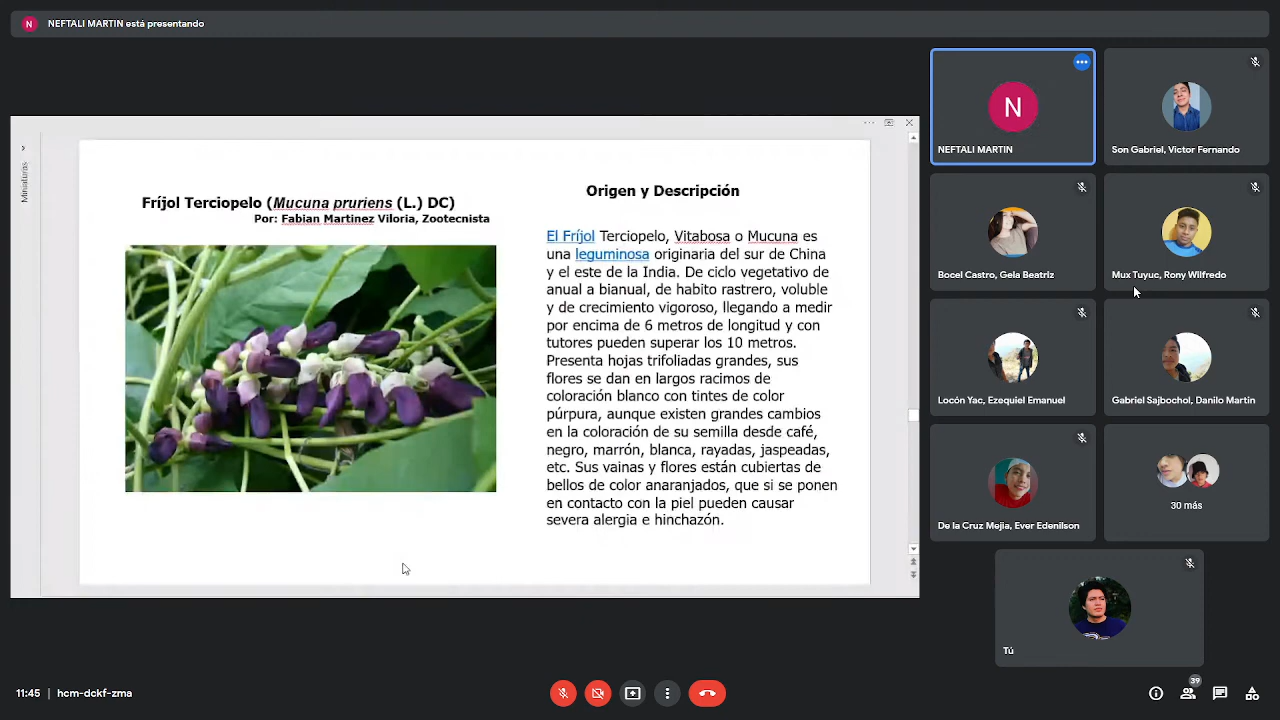 N NEFTALI MARTIN está presentando
Miniaturas
Fríjol Terciopelo (Mucuna pruriens (L.) DC)
Por: Fabian Martinez Viloria, Zootecnista
Origen y Descripción
El Fríjol Terciopelo, Vitabosa o Mucuna es
una leguminosa originaria del sur de China
y el este de la India. De ciclo vegetativo de
anual a bianual, de habito rastrero, voluble
y de crecimiento vigoroso, llegando a medir
por encima de 6 metros de longitud y con
tutores pueden superar los 10 metros.
Presenta hojas trifoliadas grandes, sus
flores se dan en largos racimos de
coloración blanco con tintes de color
púrpura, aunque existen grandes cambios
en la coloración de su semilla desde café,
negro, marrón, blanca, rayadas, jaspeadas,
etc. Sus vainas y flores están cubiertas de
bellos de color anaranjados, que si se ponen
en contacto con la piel pueden causar
severa alergia e hinchazón.
N
NEFTALI MARTIN
Son Gabriel, Victor Fernando
Bocel Castro, Gela Beatriz
Mux Tuyuc, Rony Wilfredo
Locón Yac, Ezequiel Emanuel
Gabriel Sajbochol, Danilo Martin
De la Cruz Mejia, Ever Edenilson
30 más
Tú
11:45 | hcm-dckf-zma
39